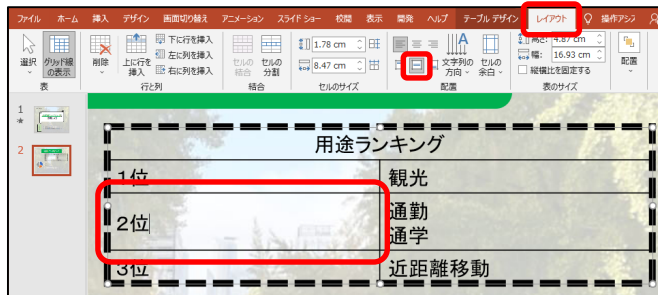 ファイル ホーム 挿入 デザイン 画面切り替え アニメーション スライド ショー 校閲 表示 開発 ヘルプ テーブル デザイン レイアウト 操作アシス
選択 グリッド線の表示 削除 上に行を挿入 下に行を挿入 左に列を挿入 右に列を挿入 セルの結合 セルの分割 1.78 cm 8.47 cm 文字列の方向 セルの余白 高さ: 4.87 cm 幅: 16.93 cm 縦横比を固定する 配置
表 行と列 結合 セルのサイズ 配置 表のサイズ
1
2
用途ランキング
1位 観光
2位 通勤
通学
3位 近距離移動